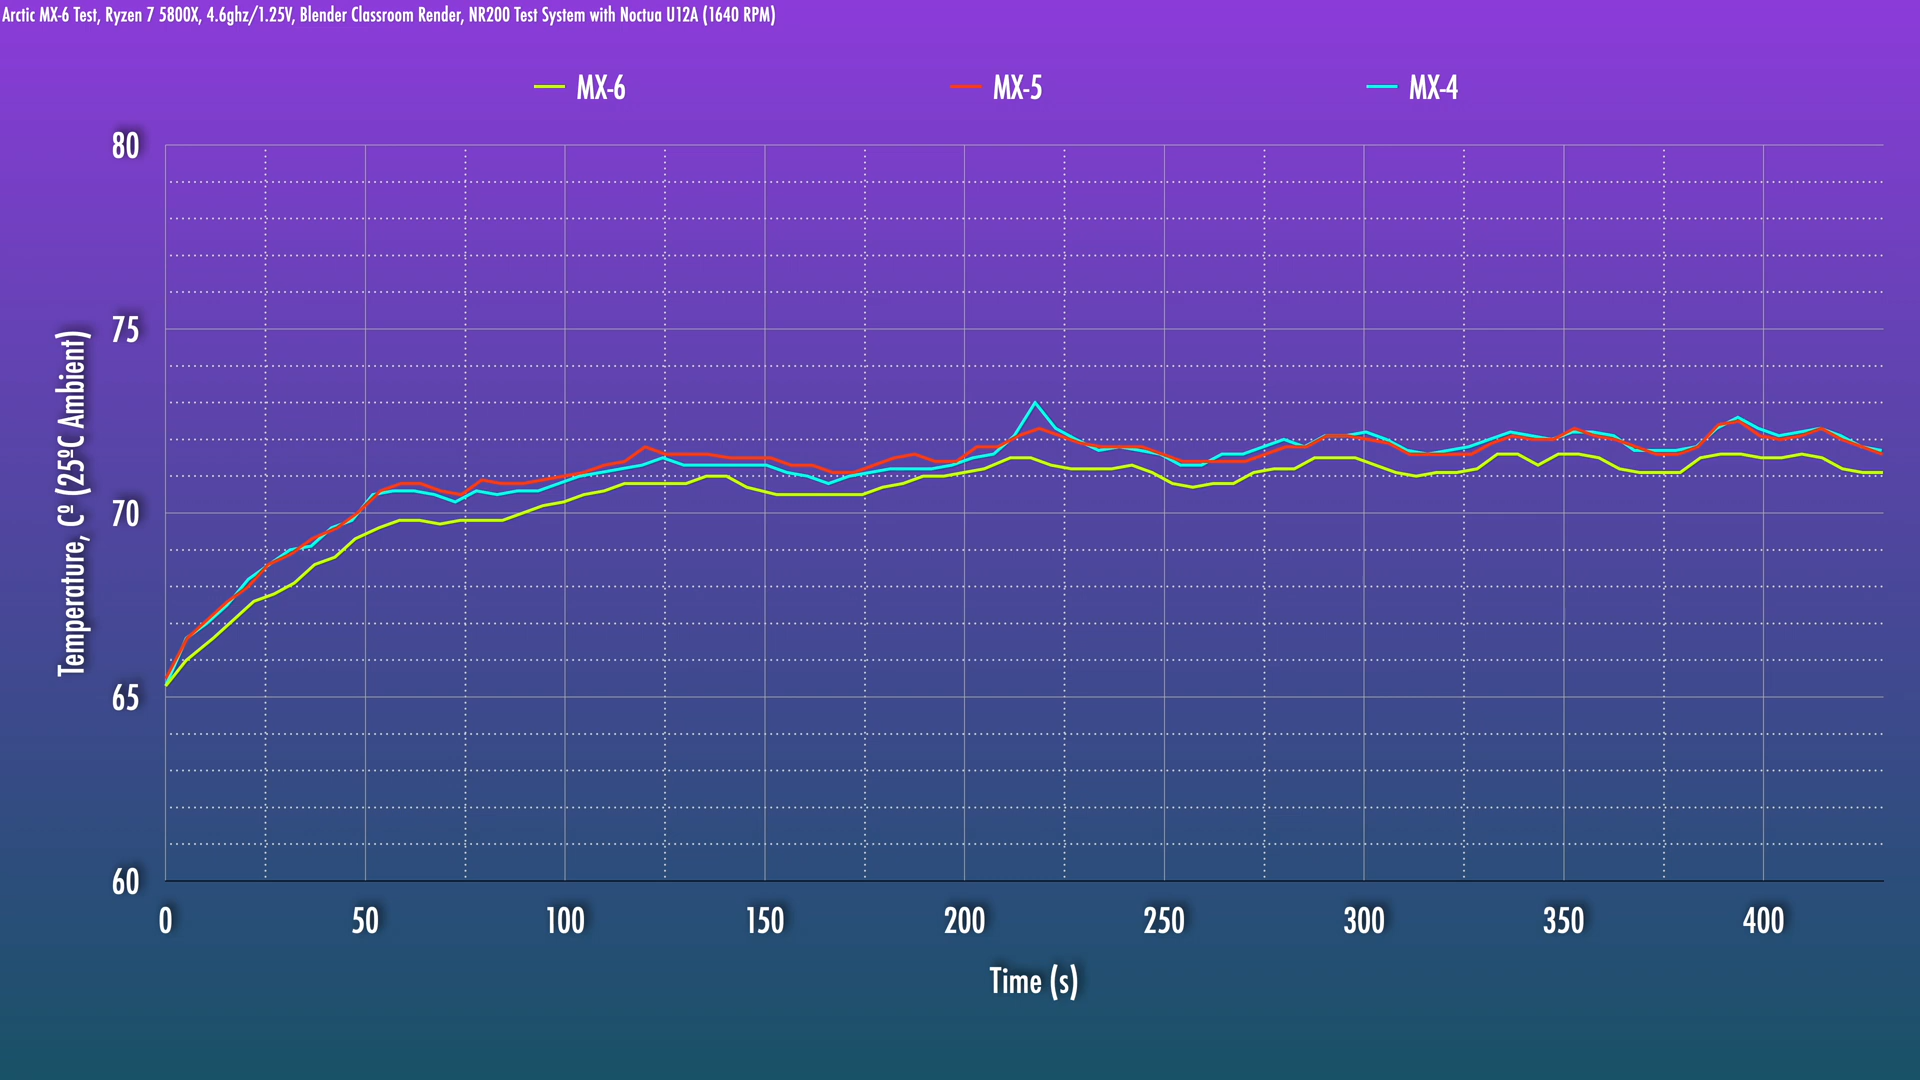 Arctic MX-6 Test, Ryzen 7 5800X, 4.6ghz/1.25V, Blender Classroom Render, NR200 Test System with Noctua U12A (1640 RPM)
MX-6 MX-5 MX-4
80
75
70
65
60
Temperature, Cº (25ºC Ambient)
0 50 100 150 200 250 300 350 400
Time (s)